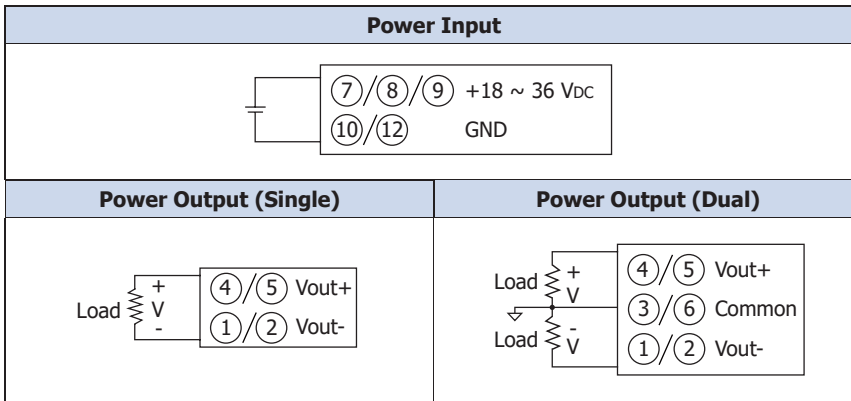 Power Input
7/8/9 +18 ~ 36 VDC
10/12 GND
Power Output (Single)
Power Output (Dual)
Load + V -
4/5 Vout+
1/2 Vout-
Load + V
Load - V
4/5 Vout+
3/6 Common
1/2 Vout-